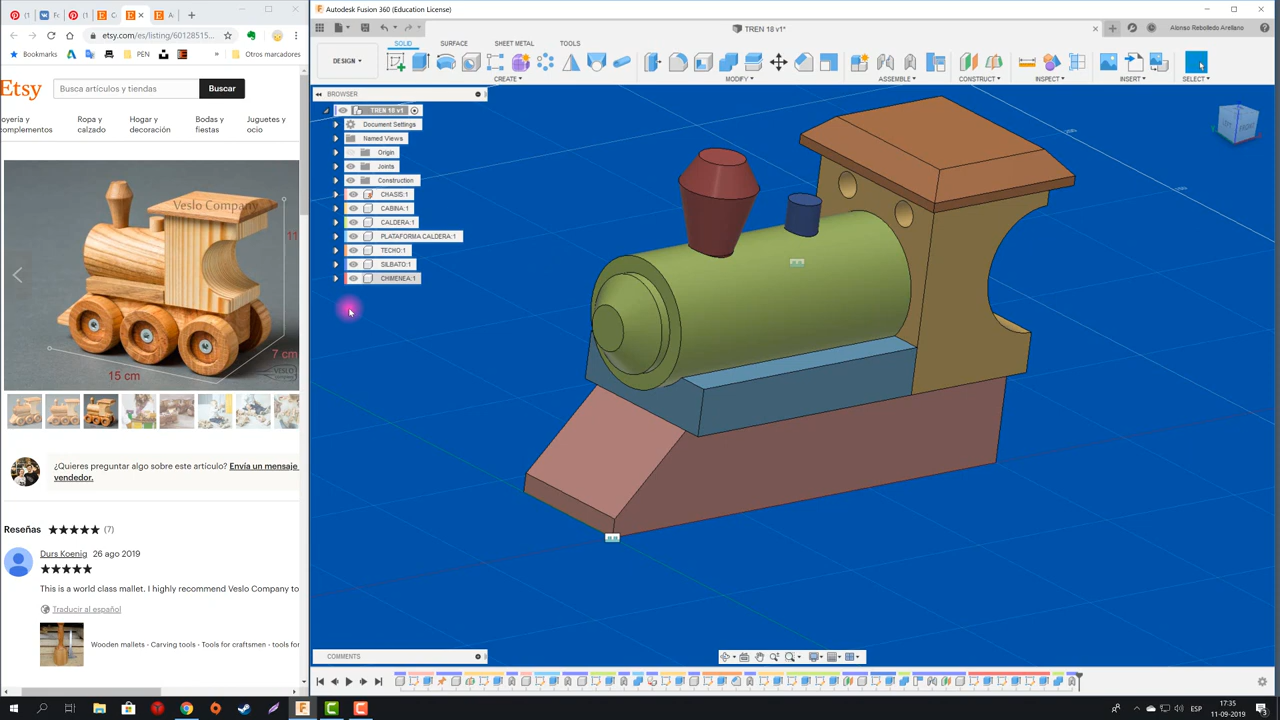 Autodesk Fusion 360 (Education License)
etsy.com/es/listing/60128515...
Bookmarks
PEN
»
Otros marcadores
Etsy
Busca artículos y tiendas
Buscar
oyería y
complementos
Ropa y
calzado
Hogar y
decoración
Bodas y
fiestas
Juguetes y
ocio
Veslo Company
11
7 cm
15 cm
¿Quieres preguntar algo sobre este artículo? Envía un mensaje
vendedor.
Reseñas ★★★★★ (7)
Durs Koenig 26 ago 2019
★★★★★
This is a world class mallet. I highly recommend Veslo Company to
Traducir al español
Wooden mallets - Carving tools - Tools for craftsmen - tools for
TREN 18 v1*
Alonso Rebolledo Arellano
DESIGN
SOLID
SURFACE
SHEET METAL
TOOLS
CREATE
MODIFY
ASSEMBLE
CONSTRUCT
INSPECT
INSERT
SELECT
BROWSER
TREN 18 v1
Document Settings
Named Views
Origin
Joints
Construction
CHASIS:1
CABINA:1
CALDERA:1
PLATAFORMA CALDERA:1
TECHO:1
SILBATO:1
CHIMENEA:1
COMMENTS
ESP
17:35
11-09-2019
3